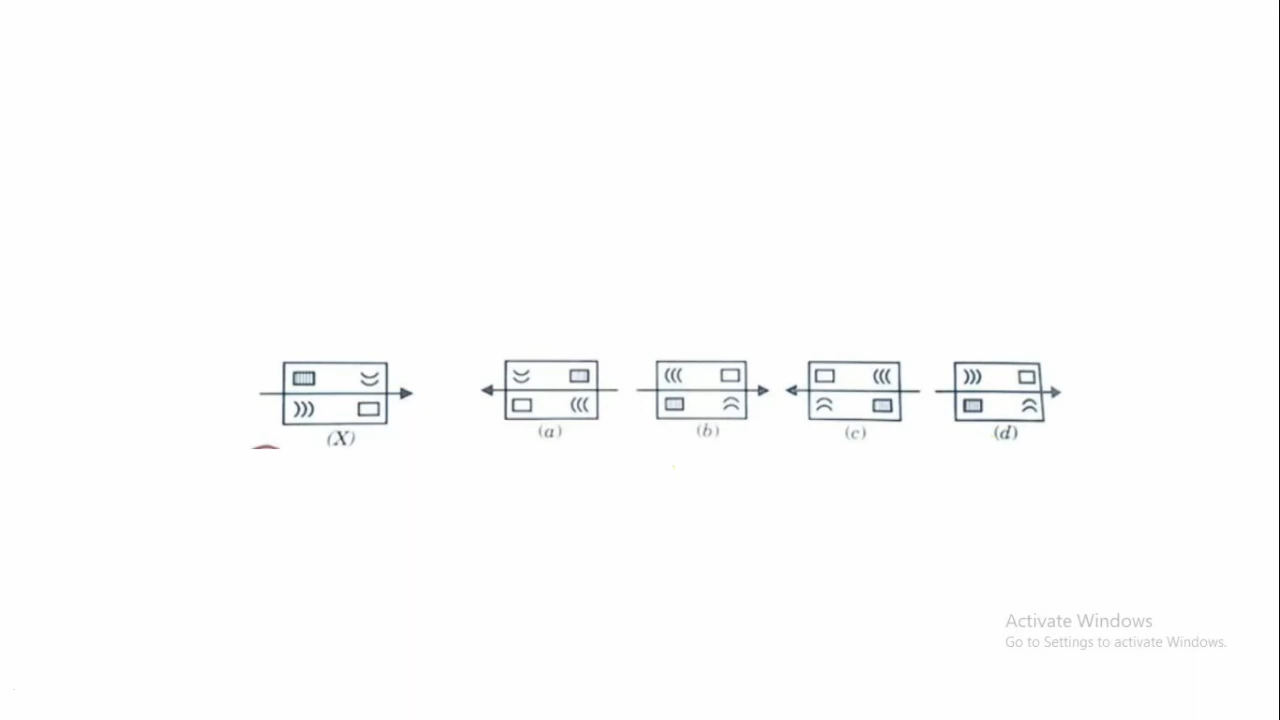 (X) (a) (b) (c) (d)
Activate Windows
Go to Settings to activate Windows.